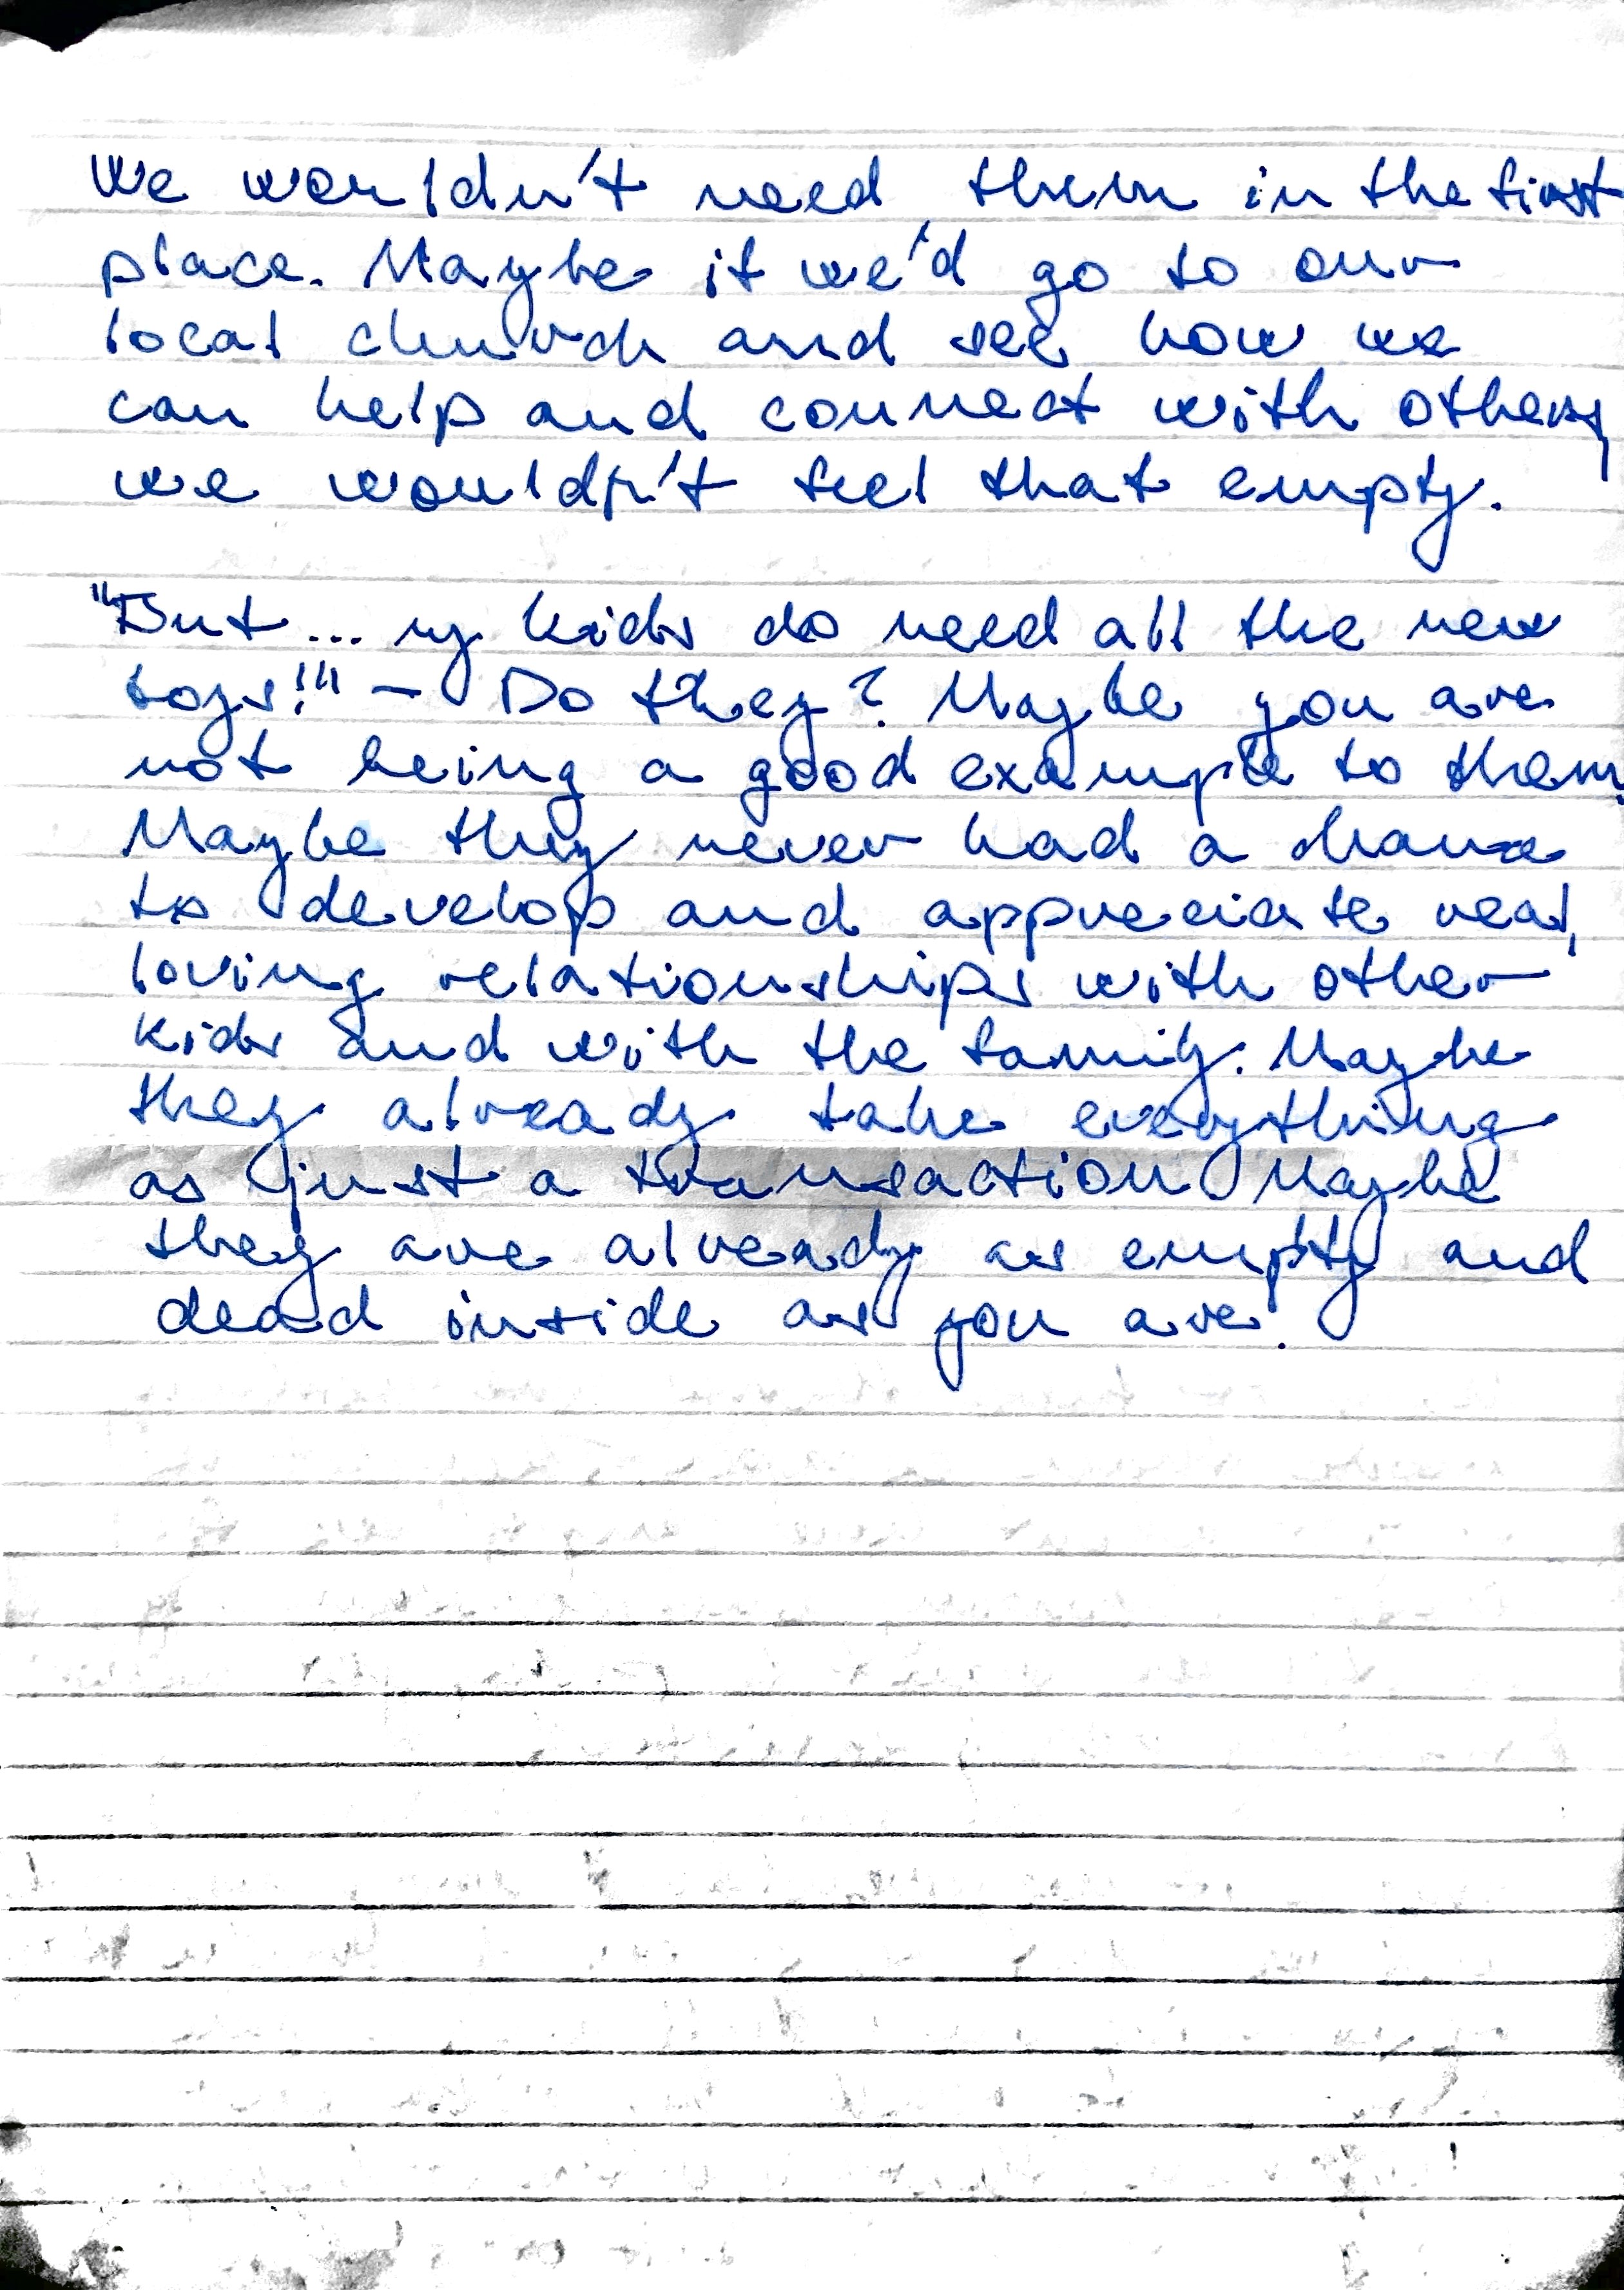 We wouldn't need them in the first
place. Maybe if we'd go to our
local church and see how we
can help and connect with others,
we wouldn't feel that empty.
"But... my kids do need all the new
toys!!" - Do they? Maybe you are
not being a good example to them.
Maybe they never had a chance
to develop and appreciate real,
loving relationships with other
kids and with the family. Maybe
they already take everything
as just a transaction. Maybe
they are already as empty and
dead inside as you are.